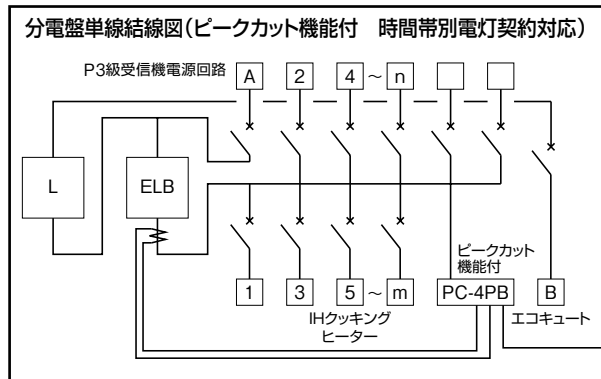 分電盤単線結線図(ピークカット機能付　時間帯別電灯契約対応)
P3級受信機電源回路
A
2
4
～
n
L
ELB
ピークカット
機能付
1
3
5
～
m
PC-4PB
B
IHクッキング
ヒーター
エコキュート